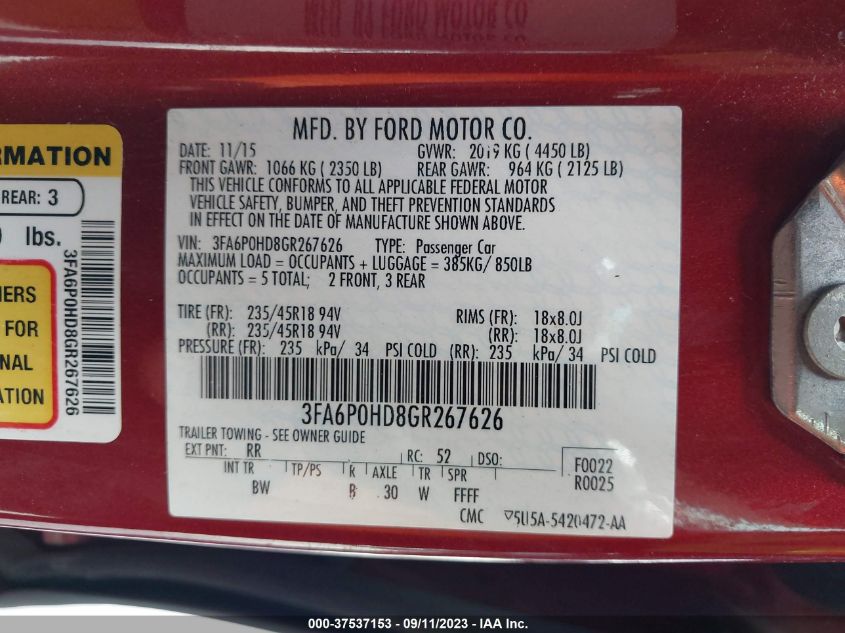 MFD. BY FORD MOTOR CO.
MFD. BY FORD MOTOR CO.
DATE: 11/15 GVWR: 2019 KG ( 4450 LB)
FRONT GAWR: 1066 KG ( 2350 LB) REAR GAWR: 964 KG ( 2125 LB)
THIS VEHICLE CONFORMS TO ALL APPLICABLE FEDERAL MOTOR
VEHICLE SAFETY, BUMPER, AND THEFT PREVENTION STANDARDS
IN EFFECT ON THE DATE OF MANUFACTURE SHOWN ABOVE.
VIN: 3FA6P0HD8GR267626 TYPE: Passenger Car
MAXIMUM LOAD = OCCUPANTS + LUGGAGE = 385KG/ 850LB
OCCUPANTS = 5 TOTAL; 2 FRONT, 3 REAR
TIRE (FR): 235/45R18 94V RIMS (FR): 18x8.0J
(RR): 235/45R18 94V (RR): 18x8.0J
PRESSURE (FR): 235 kPa/ 34 PSI COLD (RR): 235 kPa/ 34 PSI COLD
3FA6P0HD8GR267626
TRAILER TOWING - SEE OWNER GUIDE
EXT PNT: RR RC: 52 DSO: F0022
INT TR TP/PS R AXLE TR SPR R0025
BW B 30 W FFFF
CMC 5U5A-5420472-AA
RMATION
REAR: 3
lbs.
3FA6P0HD8GR267626
FOR
NAL
ATION
000-37537153 - 09/11/2023 - IAA Inc.